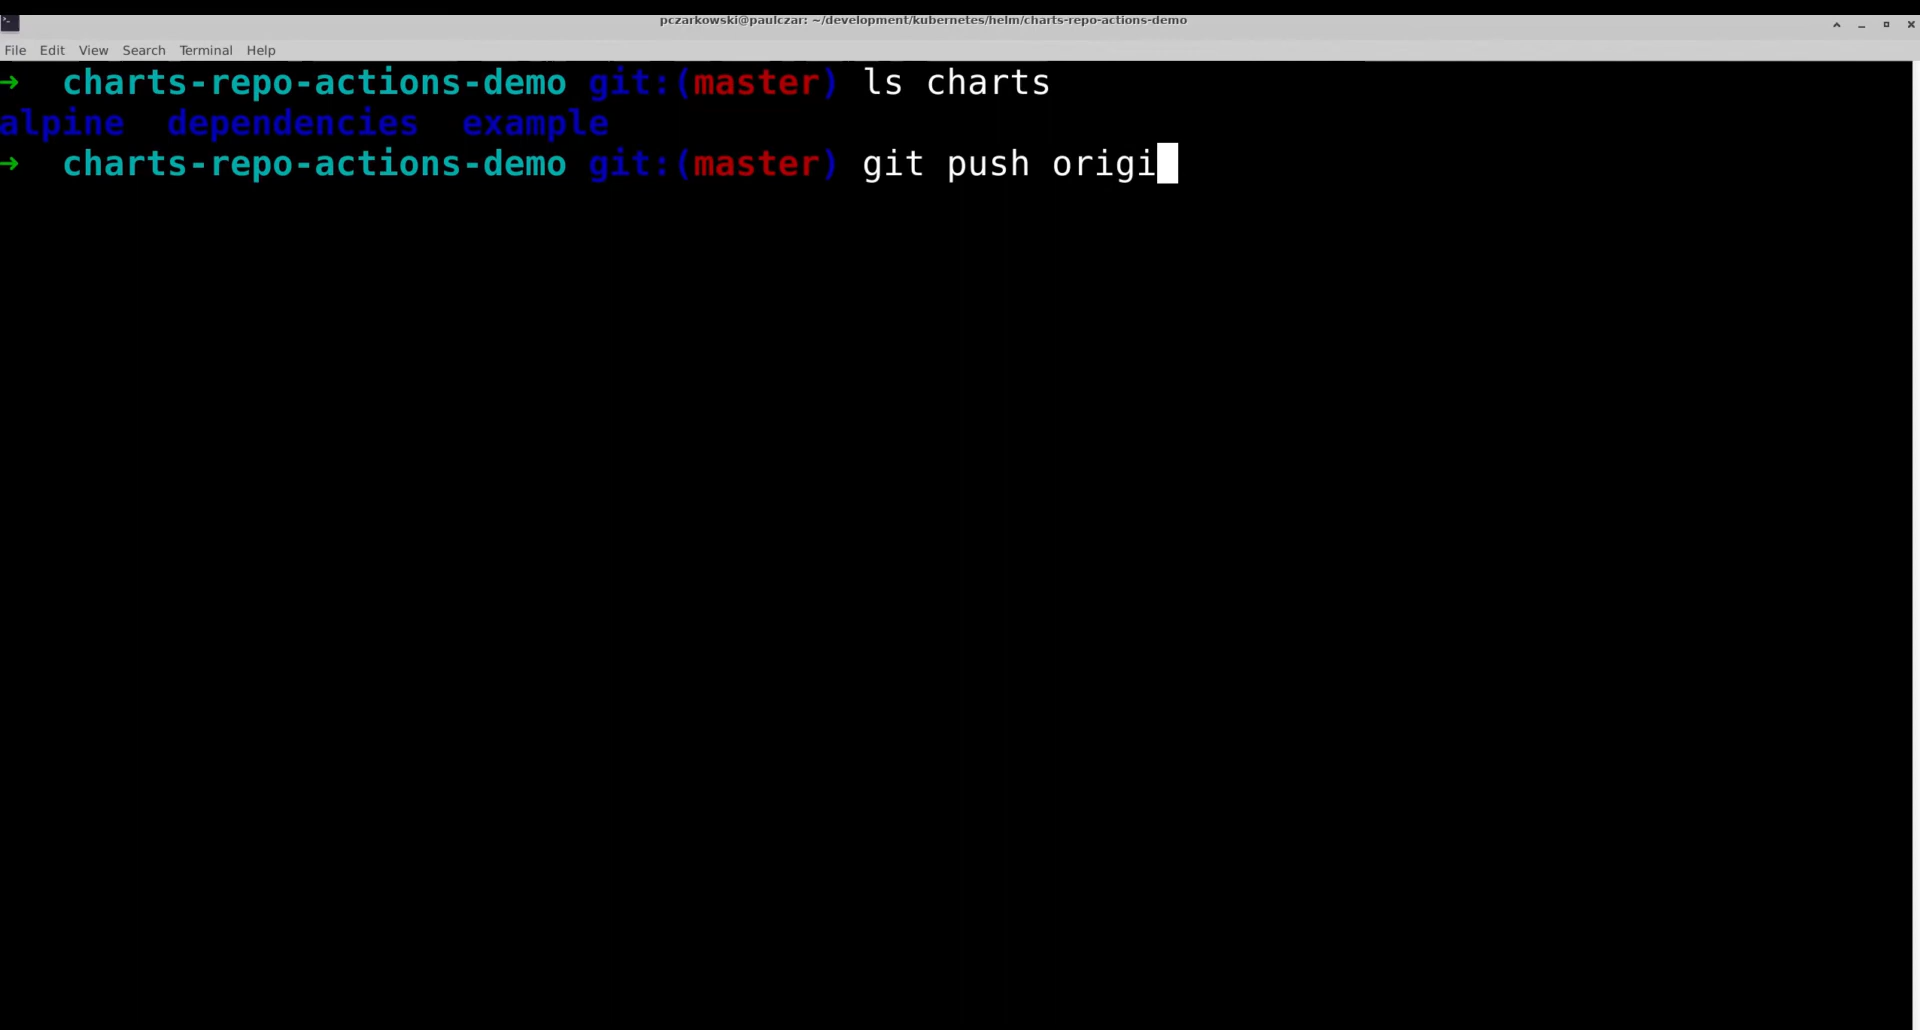 pczarkowski@paulczar: ~/development/kubernetes/helm/charts-repo-actions-demo
File Edit View Search Terminal Help
➜ charts-repo-actions-demo git:(master) ls charts
alpine dependencies example
➜ charts-repo-actions-demo git:(master) git push origi